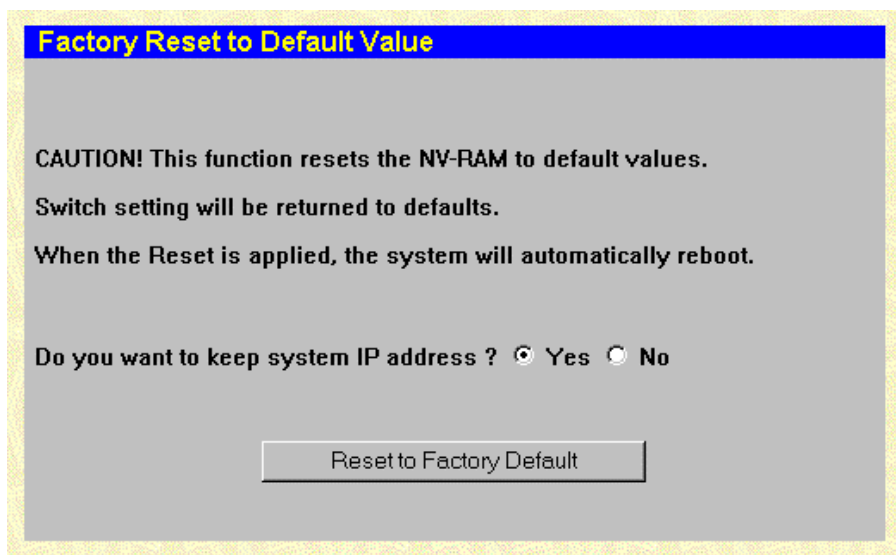 Factory Reset to Default Value
CAUTION! This function resets the NV-RAM to default values.
Switch setting will be returned to defaults.
When the Reset is applied, the system will automatically reboot.
Do you want to keep system IP address ? Yes No
Reset to Factory Default